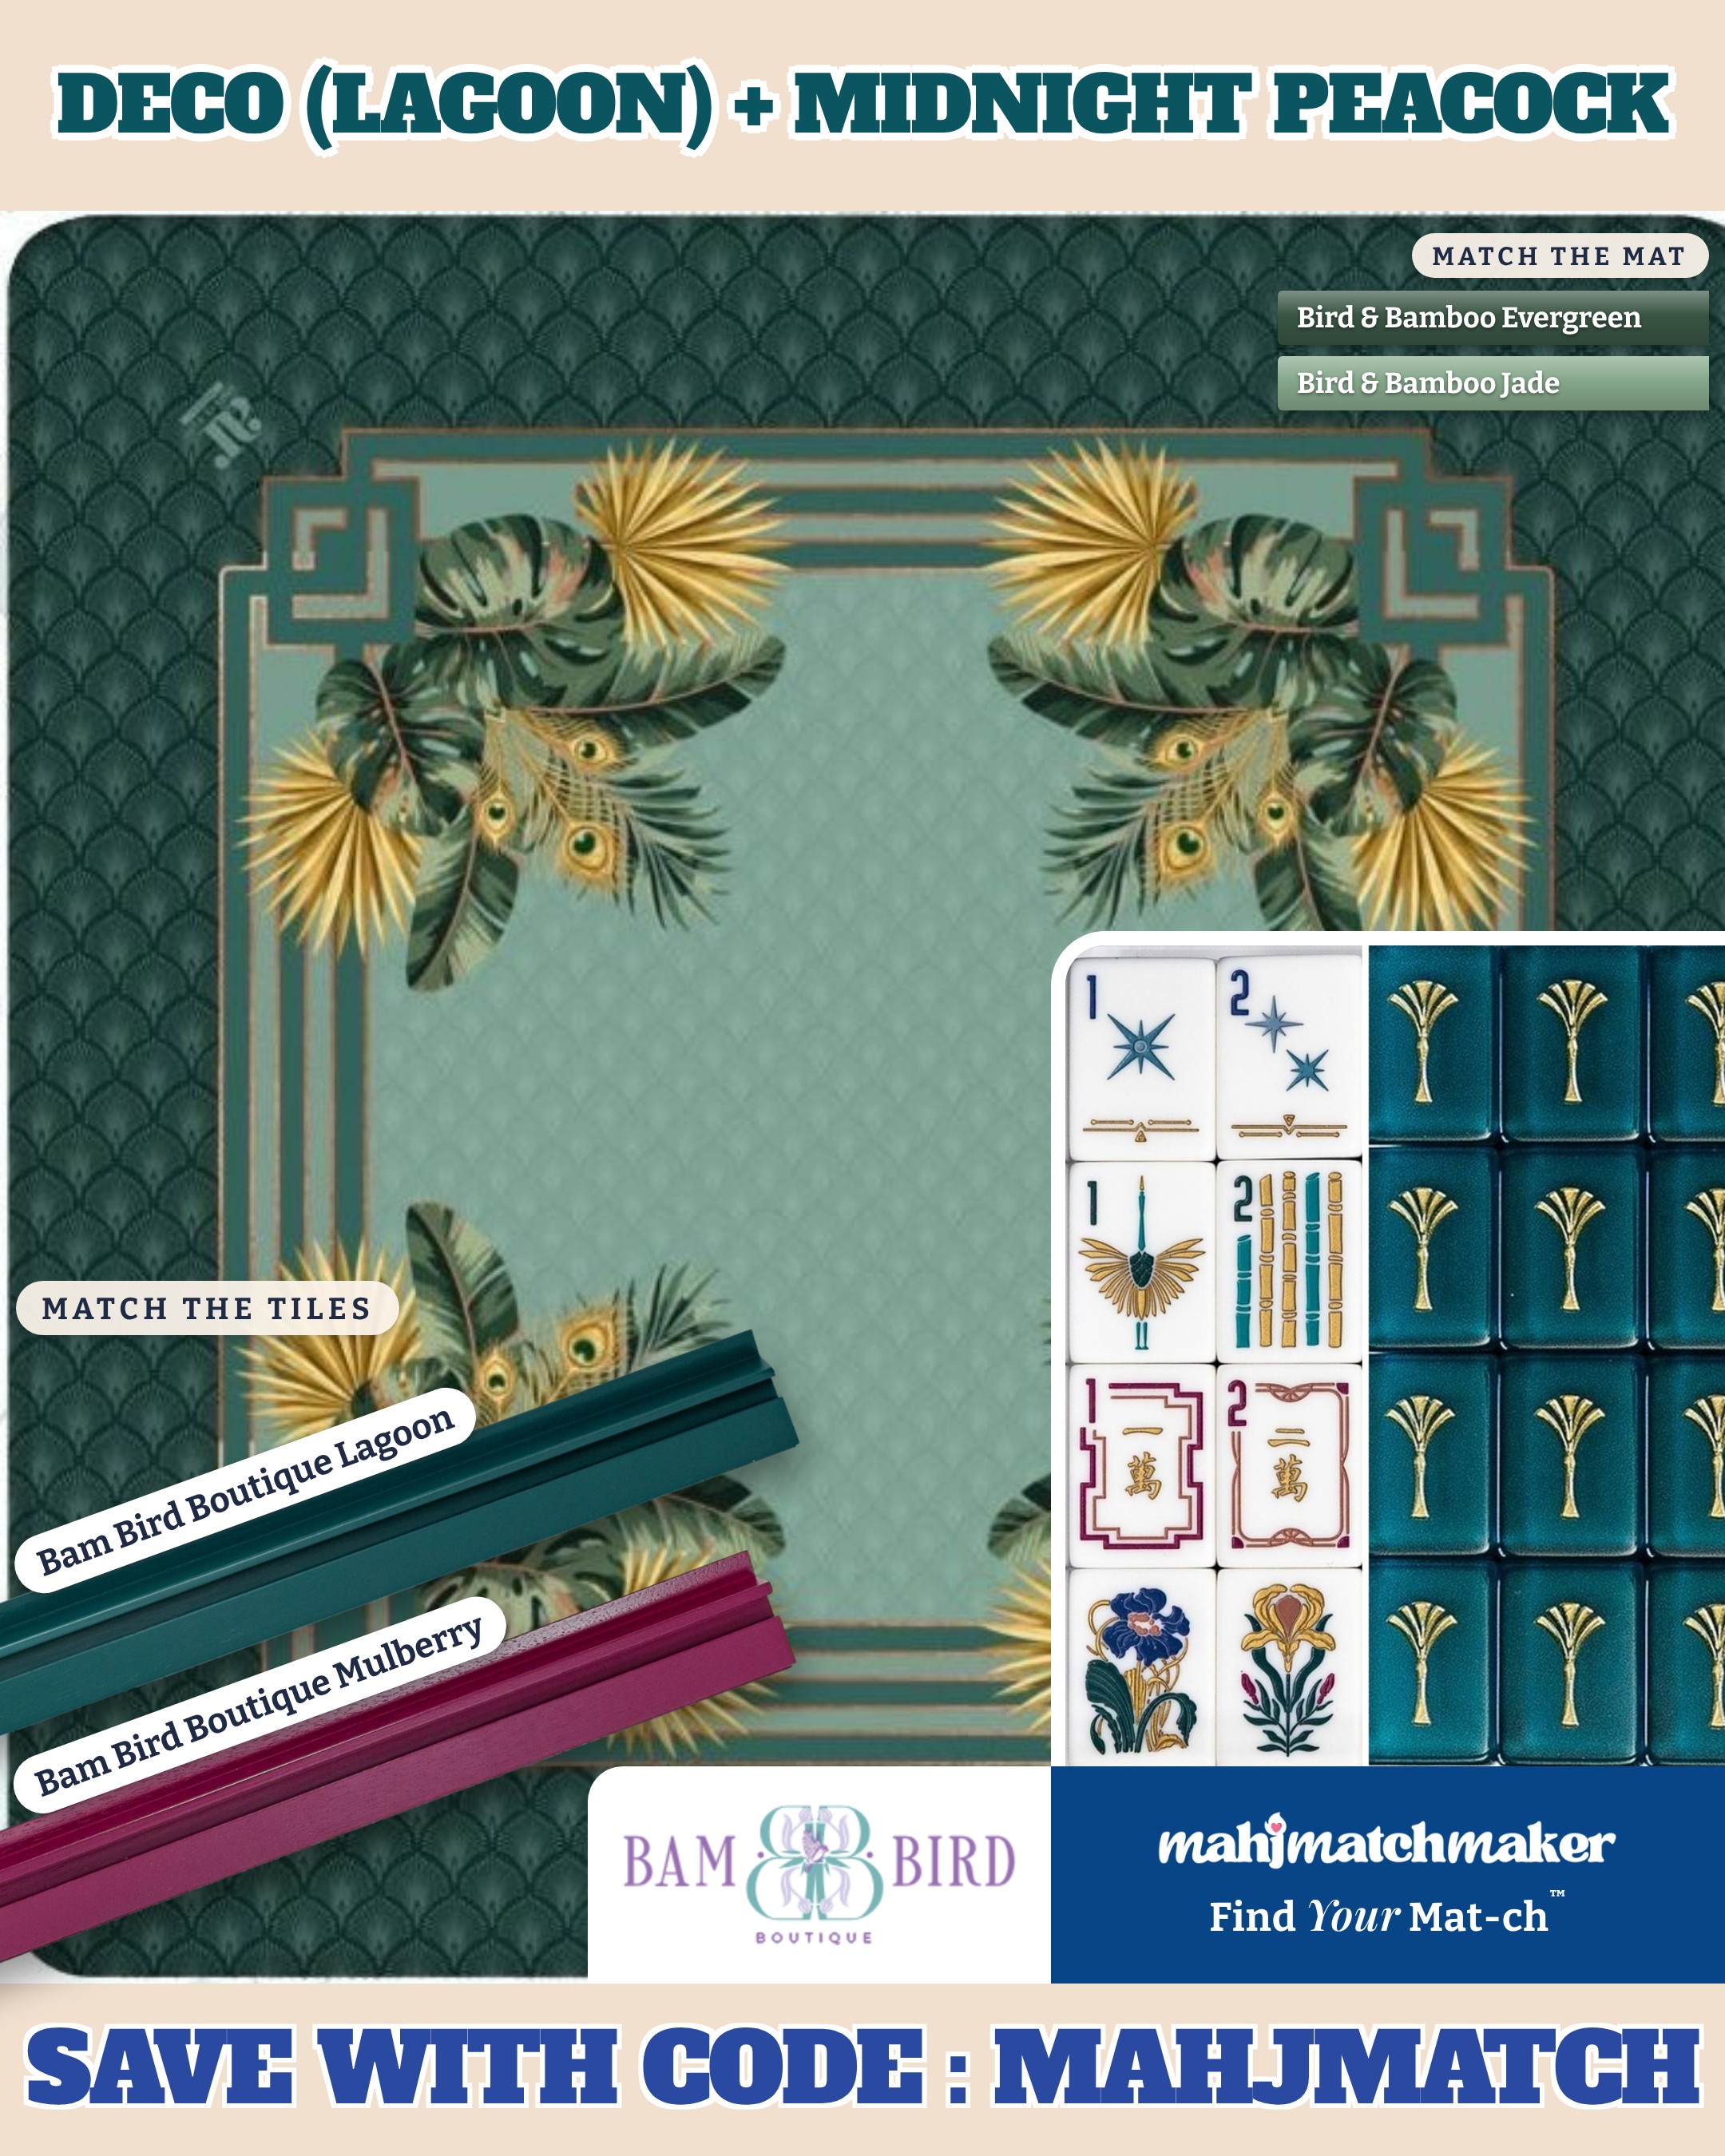 DECO (LAGOON) + MIDNIGHT PEACOCK
MATCH THE MAT
Bird & Bamboo Evergreen
Bird & Bamboo Jade
1
2
1
2
1
一萬
2
二萬
MATCH THE TILES
Bam Bird Boutique Lagoon
Bam Bird Boutique Mulberry
BAM BIRD
BOUTIQUE
mahjmatchmaker
Find Your Mat-ch™
SAVE WITH CODE : MAHJMATCH